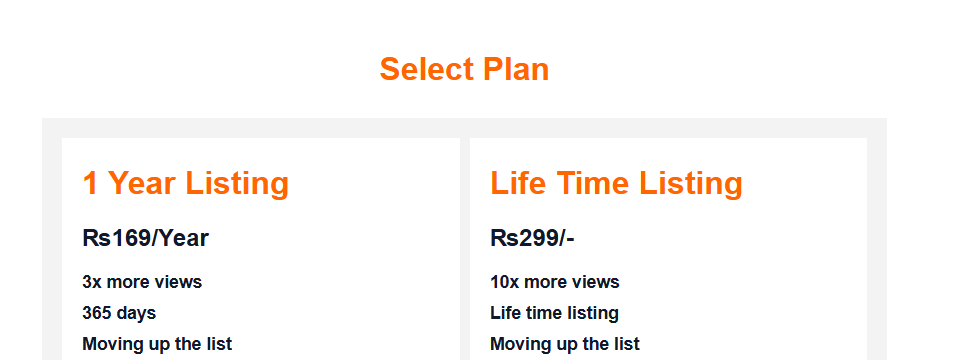 Select Plan
1 Year Listing
Rs169/Year
3x more views
365 days
Moving up the list
Life Time Listing
Rs299/-
10x more views
Life time listing
Moving up the list